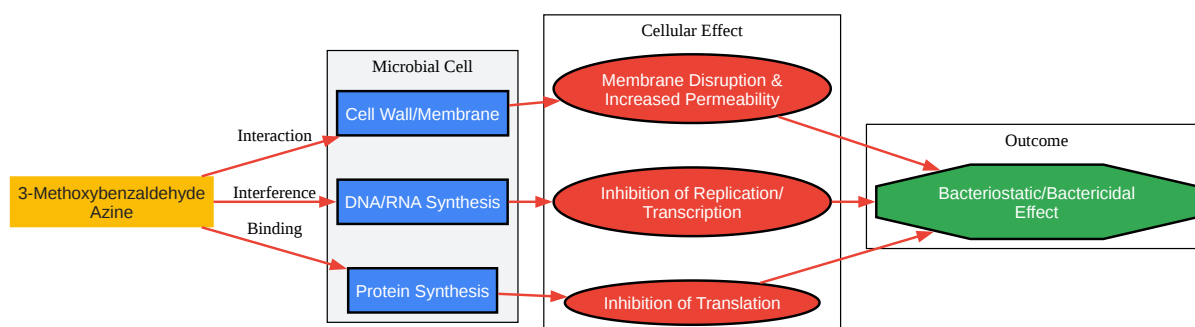 3-Methoxybenzaldehyde
Azine
Interaction
Interference
Binding
Microbial Cell
Cell Wall/Membrane
DNA/RNA Synthesis
Protein Synthesis
Cellular Effect
Membrane Disruption &
Increased Permeability
Inhibition of Replication/
Transcription
Inhibition of Translation
Outcome
Bacteriostatic/Bactericidal
Effect